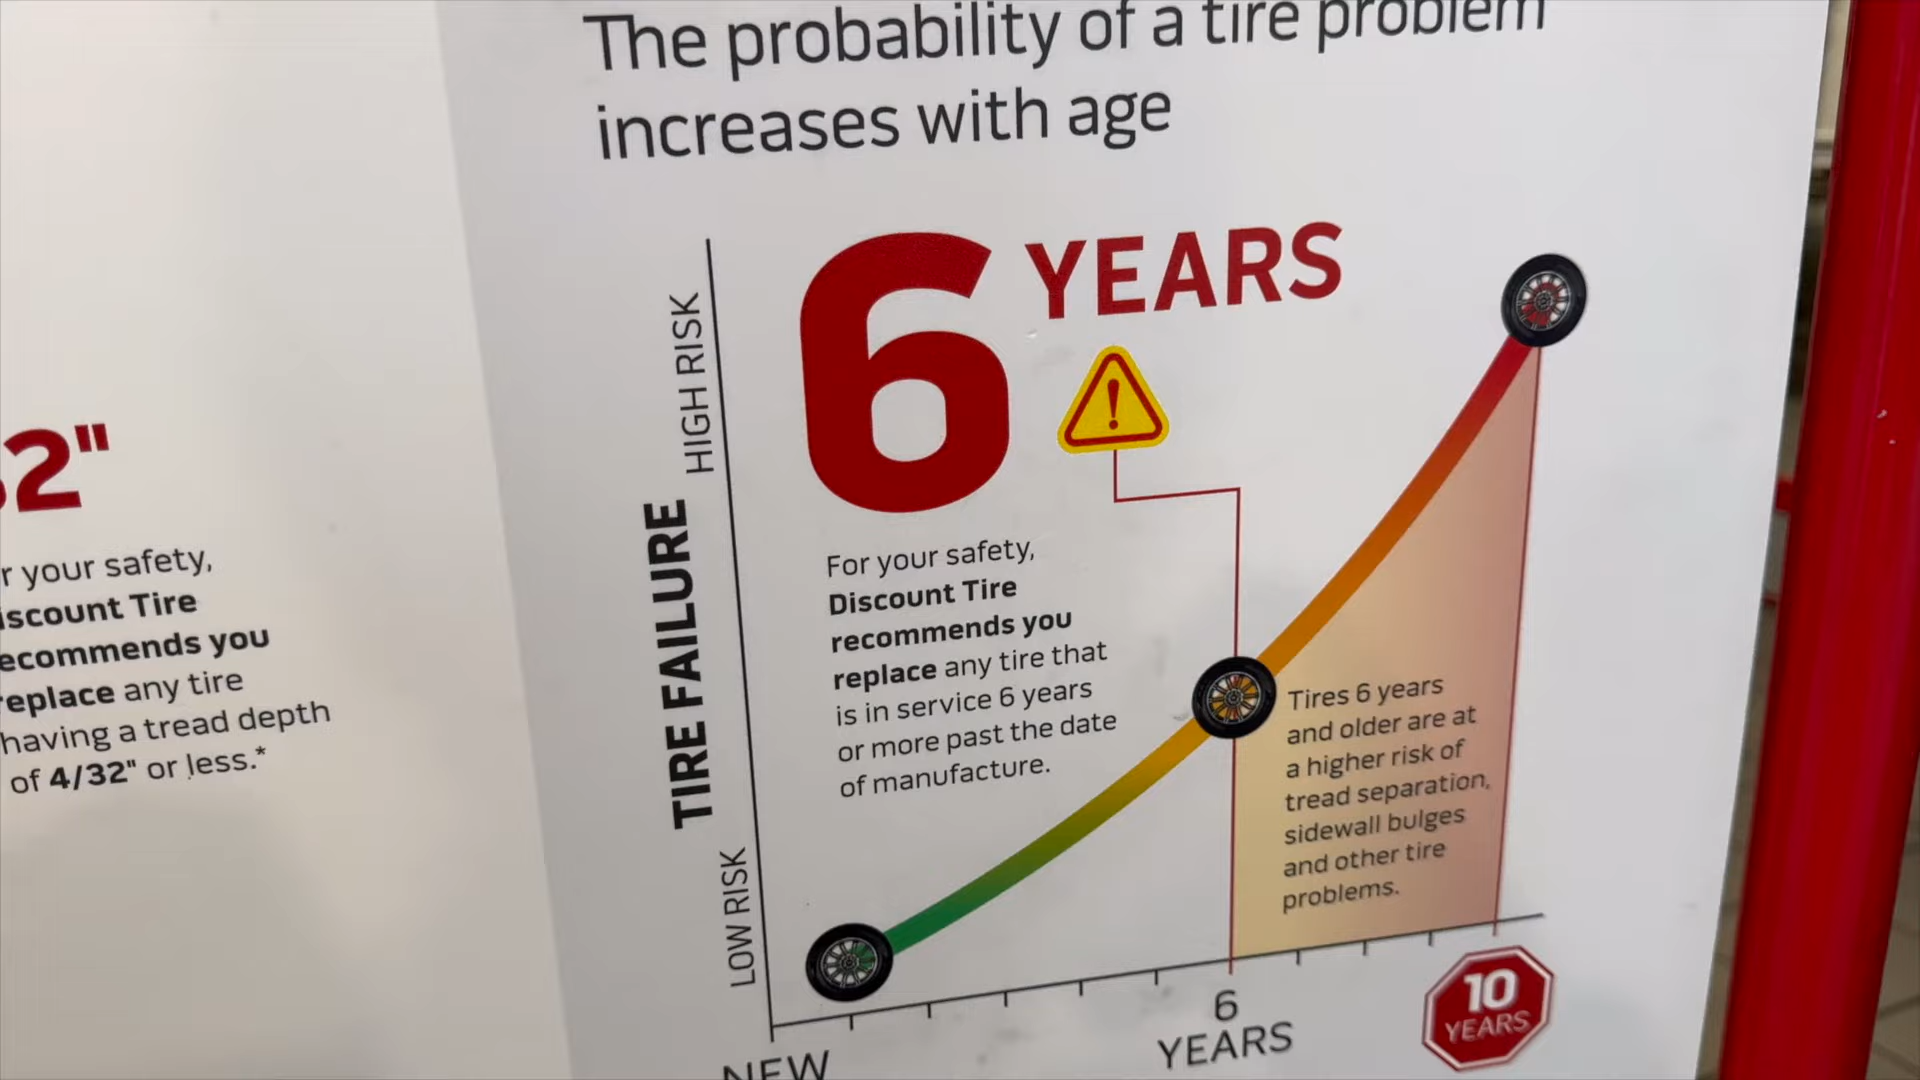 The probability of a tire problem
increases with age
6 YEARS
HIGH RISK
TIRE FAILURE
LOW RISK
For your safety,
Discount Tire
recommends you
replace any tire that
is in service 6 years
or more past the date
of manufacture.
Tires 6 years
and older are at
a higher risk of
tread separation,
sidewall bulges
and other tire
problems.
NEW
6
YEARS
10
YEARS
2"
r your safety,
iscount Tire
ecommends you
replace any tire
having a tread depth
of 4/32" or less.*